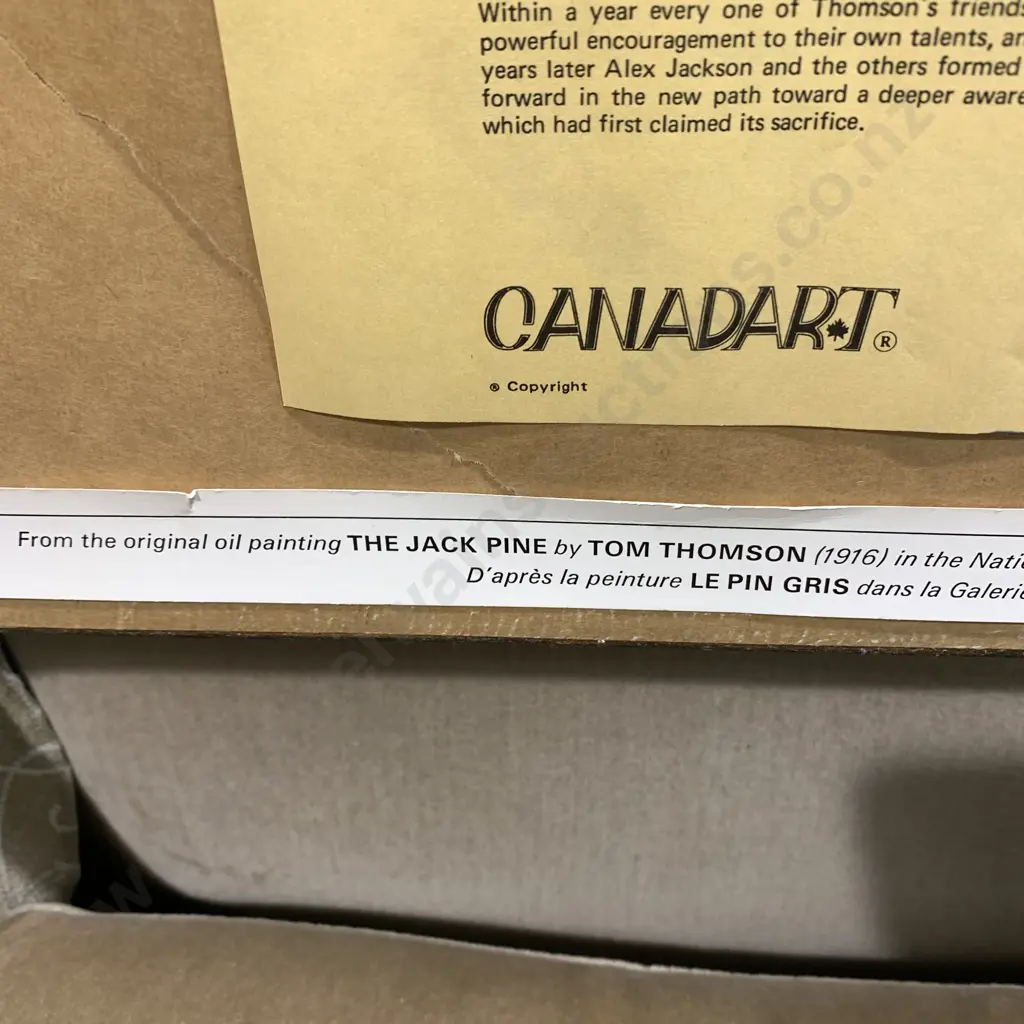 Within a year every one of Thomson's friends
powerful encouragement to their own talents, an
years later Alex Jackson and the others formed
forward in the new path toward a deeper aware
which had first claimed its sacrifice.
CANADART®
® Copyright
From the original oil painting THE JACK PINE by TOM THOMSON (1916) in the Natio
D'après la peinture LE PIN GRIS dans la Galerie